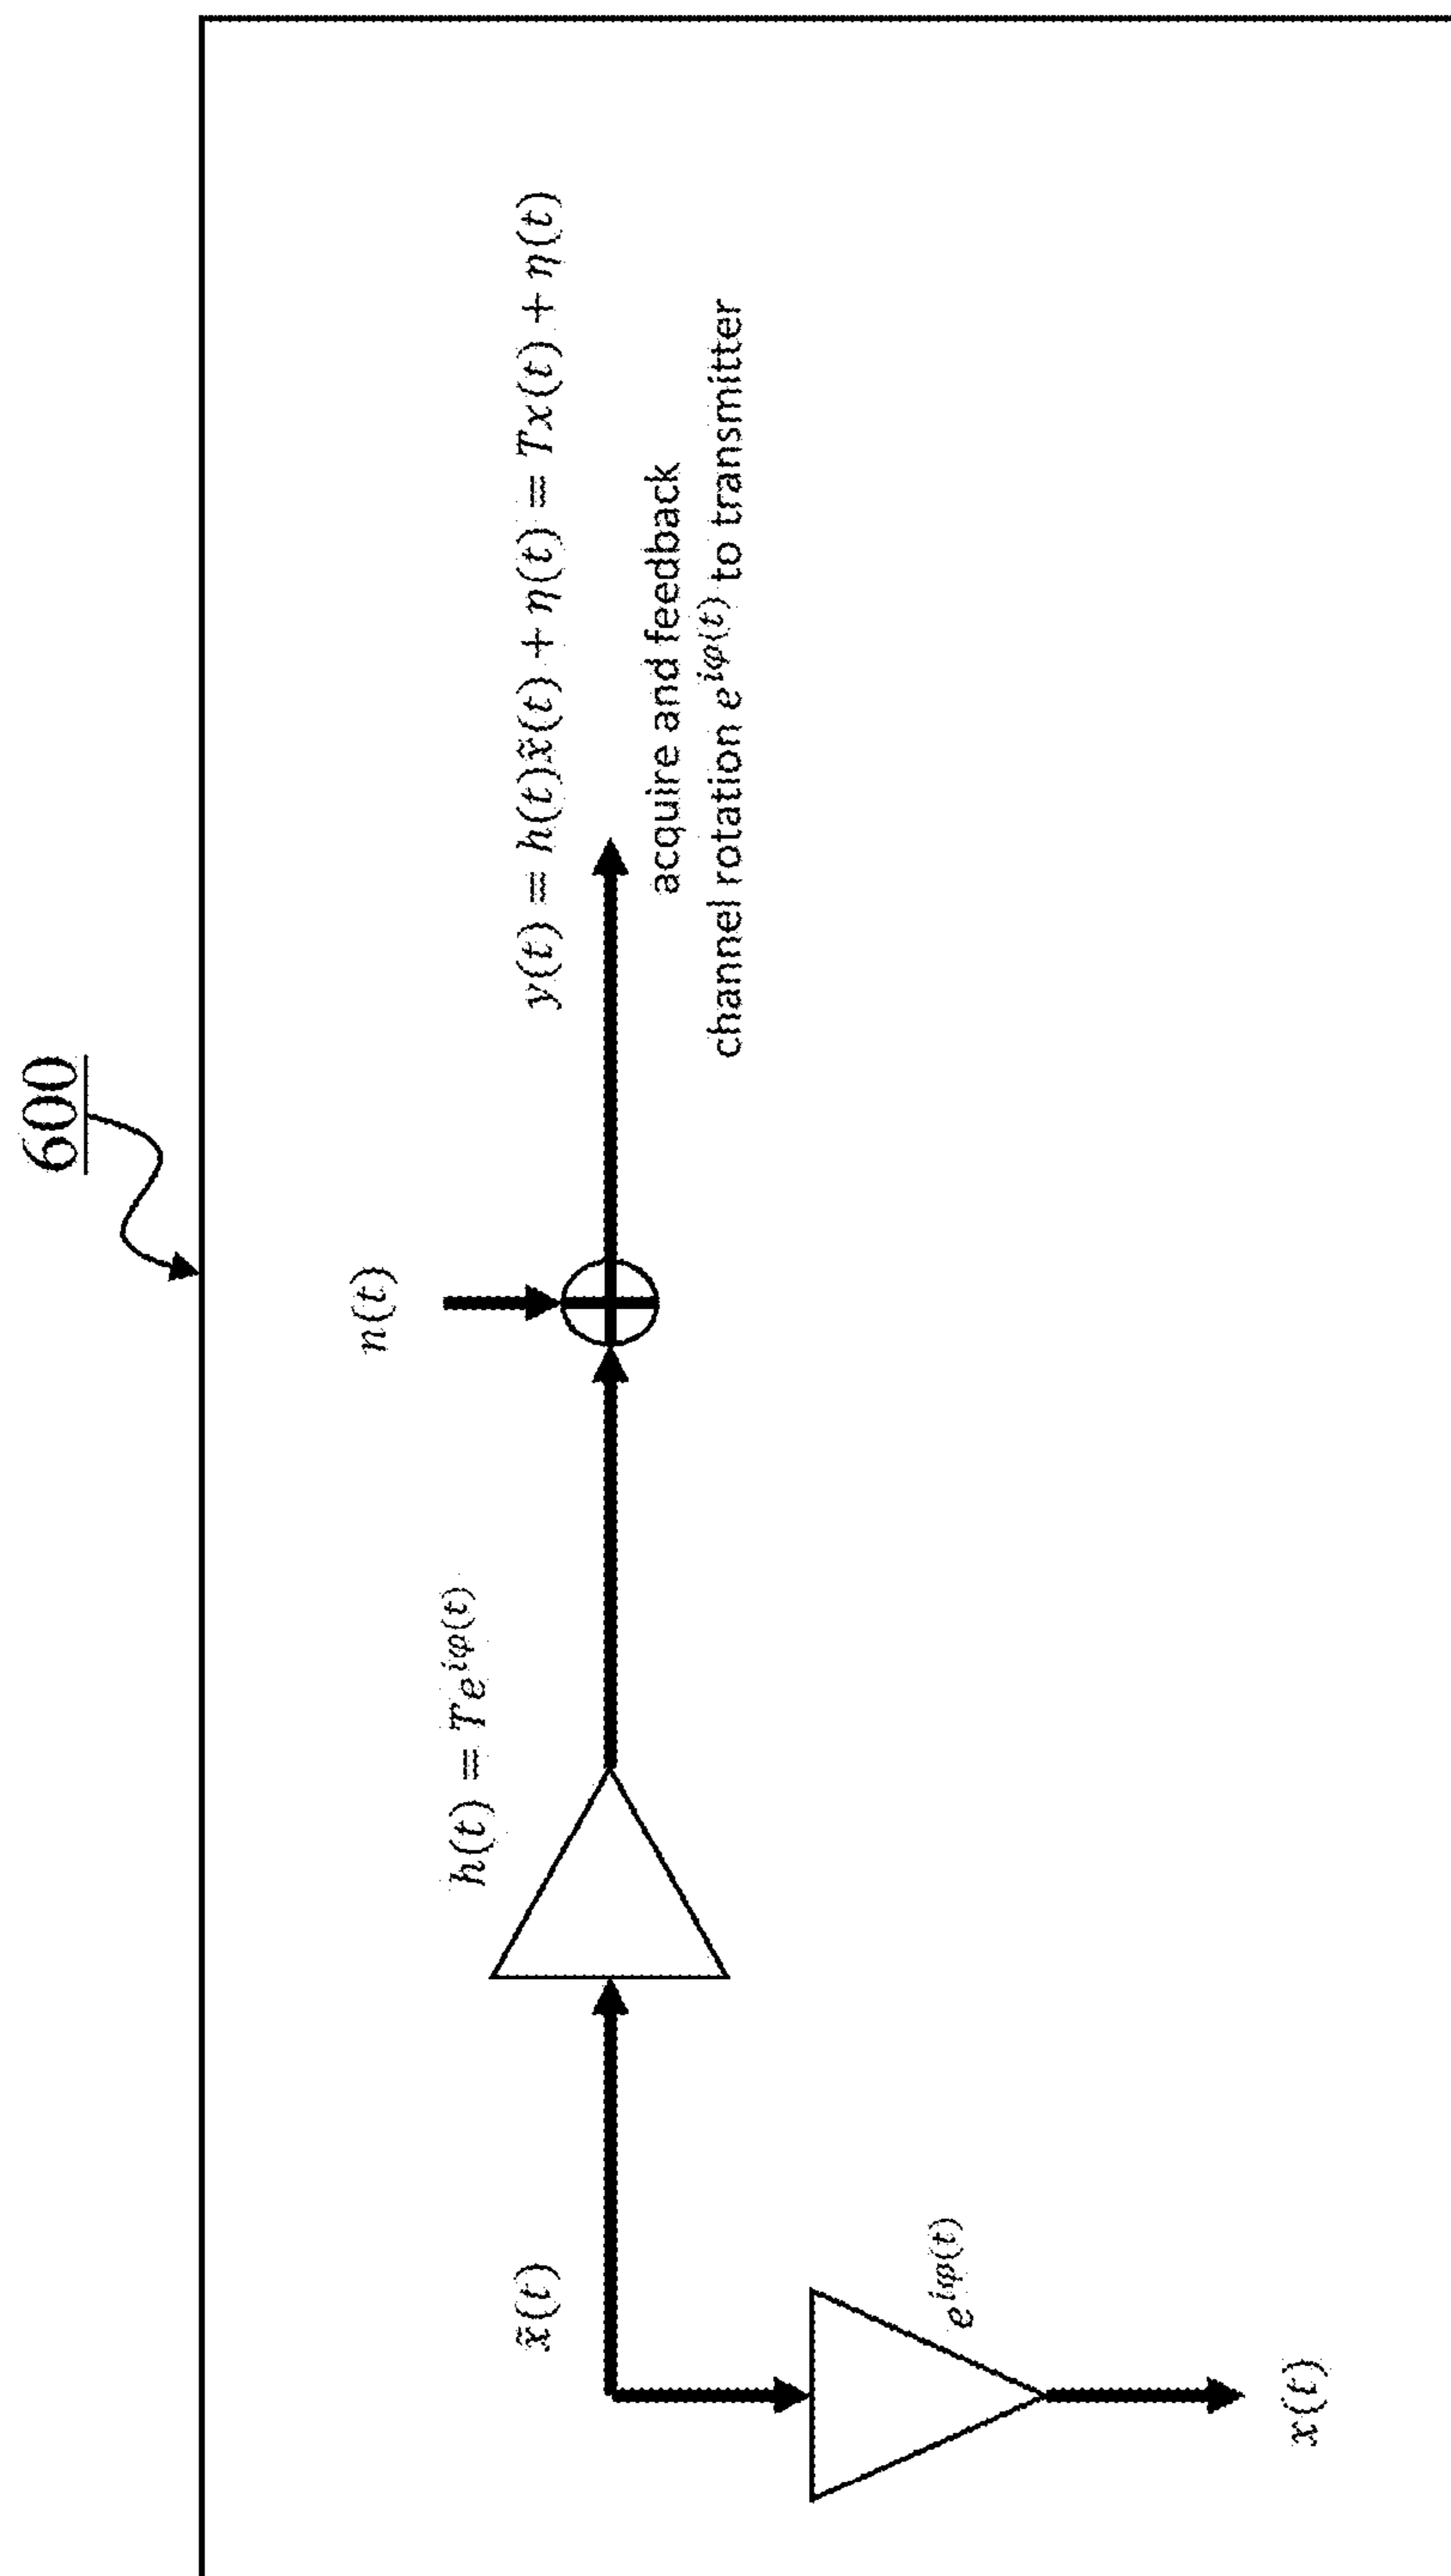 600
n(t)
y(t) = h(t)x̃(t) + η(t) = Tx(t) + η(t)
h(t) = Te^{iφ(t)}
acquire and feedback
channel rotation e^{iφ(t)} to transmitter
x̃(t)
e^{iφ(t)}
x(t)